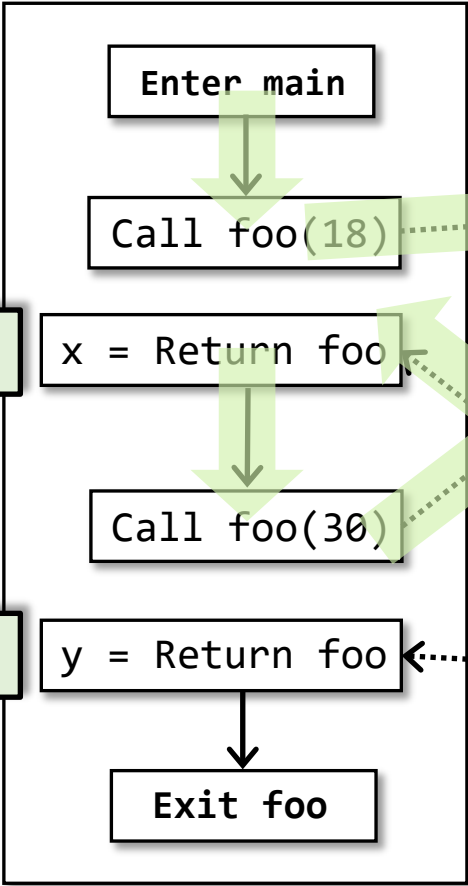 Enter main
Call foo(18)
x = Return foo
Call foo(30)
y = Return foo
Exit foo